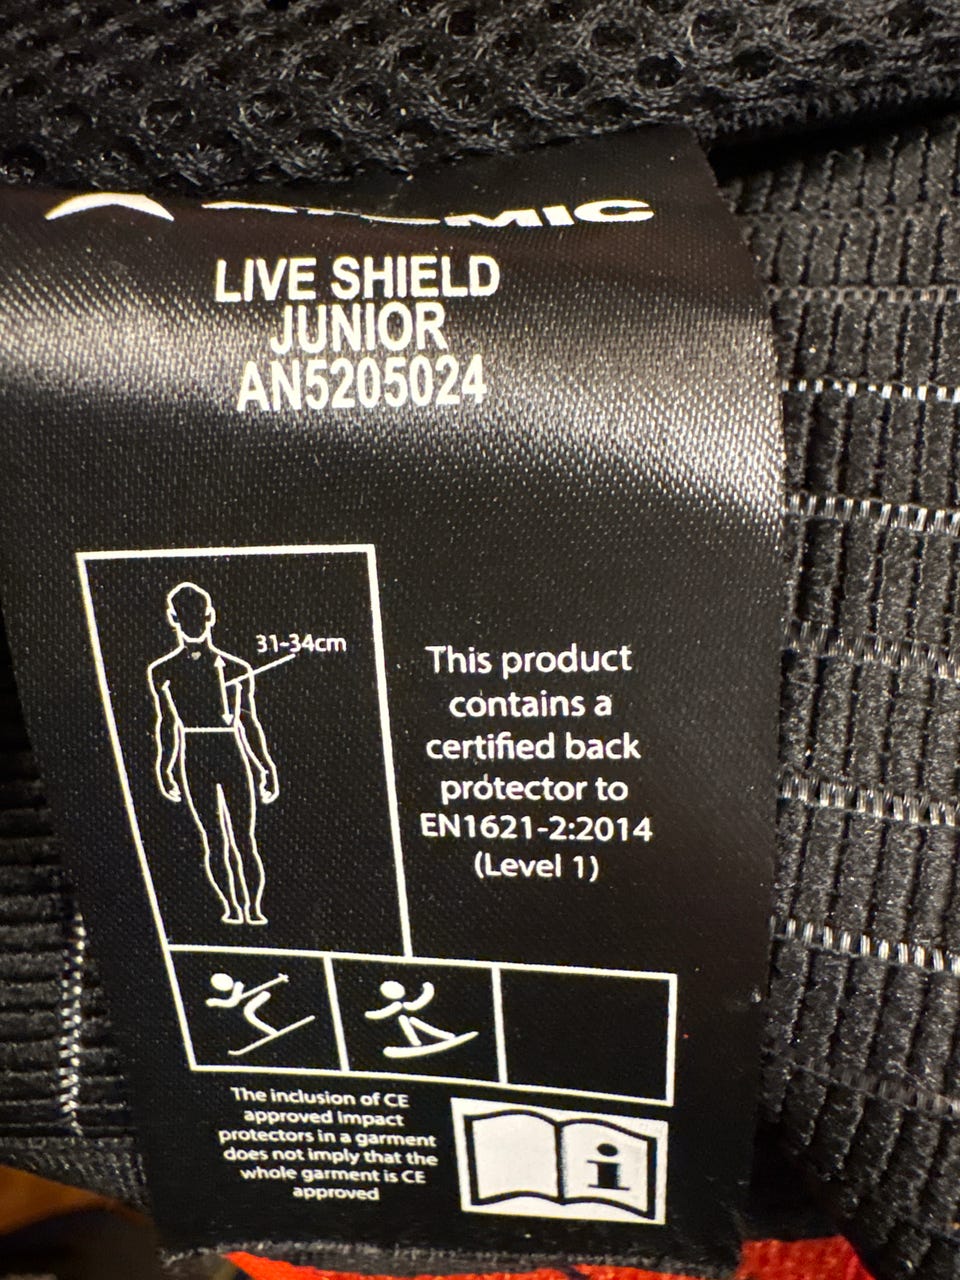 ATOMIC
LIVE SHIELD
JUNIOR
AN5205024
31-34cm
This product
contains a
certified back
protector to
EN1621-2:2014
(Level 1)
The inclusion of CE
approved impact
protectors in a garment
does not imply that the
whole garment is CE
approved
i